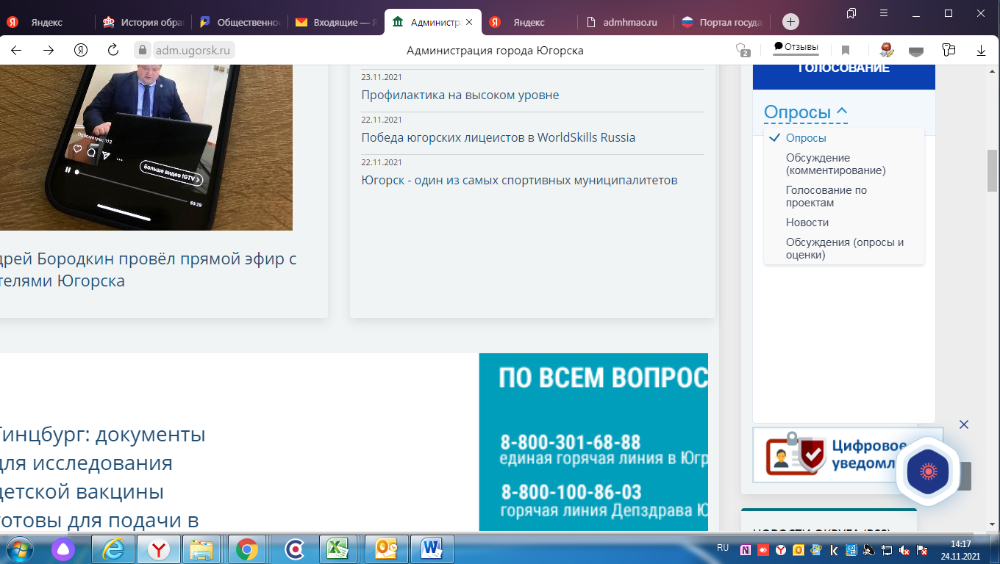 Яндекс
История обра
Общественно
Входящие — Я
Администра
Яндекс
admhmao.ru
Портал госуда
adm.ugorsk.ru
Администрация города Югорска
2
Отзывы
Просмотры: 113
Больше видео IGTV
63:29
дрей Бородкин провёл прямой эфир с
телями Югорска
23.11.2021
Профилактика на высоком уровне
22.11.2021
Победа югорских лицеистов в WorldSkills Russia
22.11.2021
Югорск - один из самых спортивных муниципалитетов
ГОЛОСОВАНИЕ
Опросы
Опросы
Обсуждение
(комментирование)
Голосование по
проектам
Новости
Обсуждения (опросы и
оценки)
Гинцбург: документы
для исследования
детской вакцины
готовы для подачи в
ПО ВСЕМ ВОПРОС
8-800-301-68-88
единая горячая линия в Югр
8-800-100-86-03
горячая линия Депздрава Ю
Цифровое
уведомл
НОВОСТИ ОКРУГА (RSS)
RU
14:17
24.11.2021